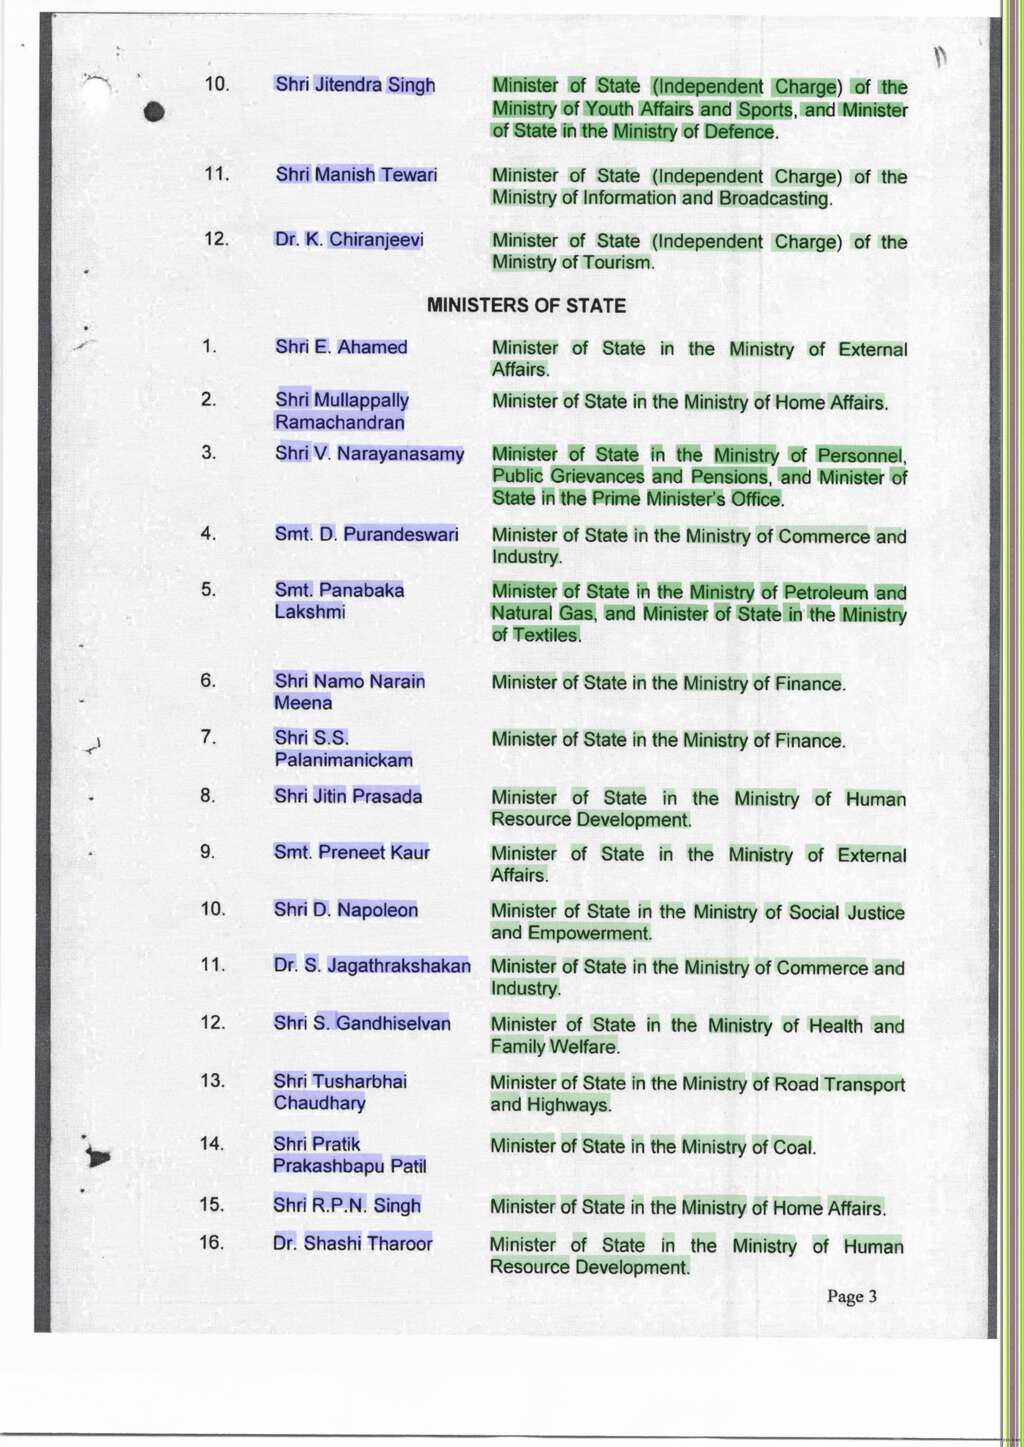 10. Shri Jitendra Singh Minister of State (Independent Charge) of the
Ministry of Youth Affairs and Sports, and Minister
of State in the Ministry of Defence.
11. Shri Manish Tewari Minister of State (Independent Charge) of the
Ministry of Information and Broadcasting.
12. Dr. K. Chiranjeevi Minister of State (Independent Charge) of the
Ministry of Tourism.
MINISTERS OF STATE
1. Shri E. Ahamed Minister of State in the Ministry of External
Affairs.
2. Shri Mullappally Minister of State in the Ministry of Home Affairs.
Ramachandran
3. Shri V. Narayanasamy Minister of State in the Ministry of Personnel,
Public Grievances and Pensions, and Minister of
State in the Prime Minister's Office.
4. Smt. D. Purandeswari Minister of State in the Ministry of Commerce and
Industry.
5. Smt. Panabaka Minister of State in the Ministry of Petroleum and
Lakshmi Natural Gas, and Minister of State in the Ministry
of Textiles.
6. Shri Namo Narain Minister of State in the Ministry of Finance.
Meena
7. Shri S.S. Minister of State in the Ministry of Finance.
Palanimanickam
8. Shri Jitin Prasada Minister of State in the Ministry of Human
Resource Development.
9. Smt. Preneet Kaur Minister of State in the Ministry of External
Affairs.
10. Shri D. Napoleon Minister of State in the Ministry of Social Justice
and Empowerment.
11. Dr. S. Jagathrakshakan Minister of State in the Ministry of Commerce and
Industry.
12. Shri S. Gandhiselvan Minister of State in the Ministry of Health and
Family Welfare.
13. Shri Tusharbhai Minister of State in the Ministry of Road Transport
Chaudhary and Highways.
14. Shri Pratik Minister of State in the Ministry of Coal.
Prakashbapu Patil
15. Shri R.P.N. Singh Minister of State in the Ministry of Home Affairs.
16. Dr. Shashi Tharoor Minister of State in the Ministry of Human
Resource Development.
Page 3